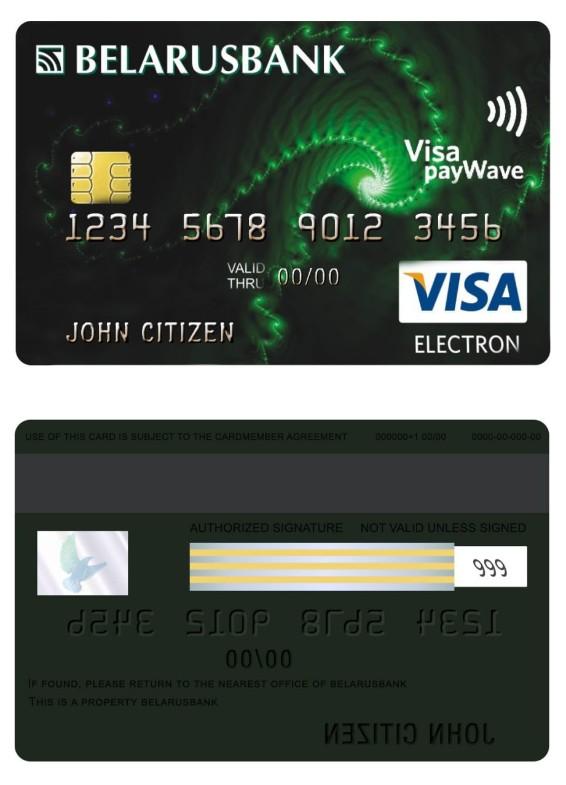 BELARUSBANK
Visa
payWave
1234 5678 9012 3456
VALID THRU 00/00
VISA
JOHN CITIZEN
ELECTRON
USE OF THIS CARD IS SUBJECT TO THE CARDMEMBER AGREEMENT 000000+1 00/00 0000-00-000-00
AUTHORIZED SIGNATURE NOT VALID UNLESS SIGNED
999
1234 5678 9012 3456
00/00
IF FOUND, PLEASE RETURN TO THE NEAREST OFFICE OF BELARUSBANK
THIS IS A PROPERTY BELARUSBANK
JOHN CITIZEN